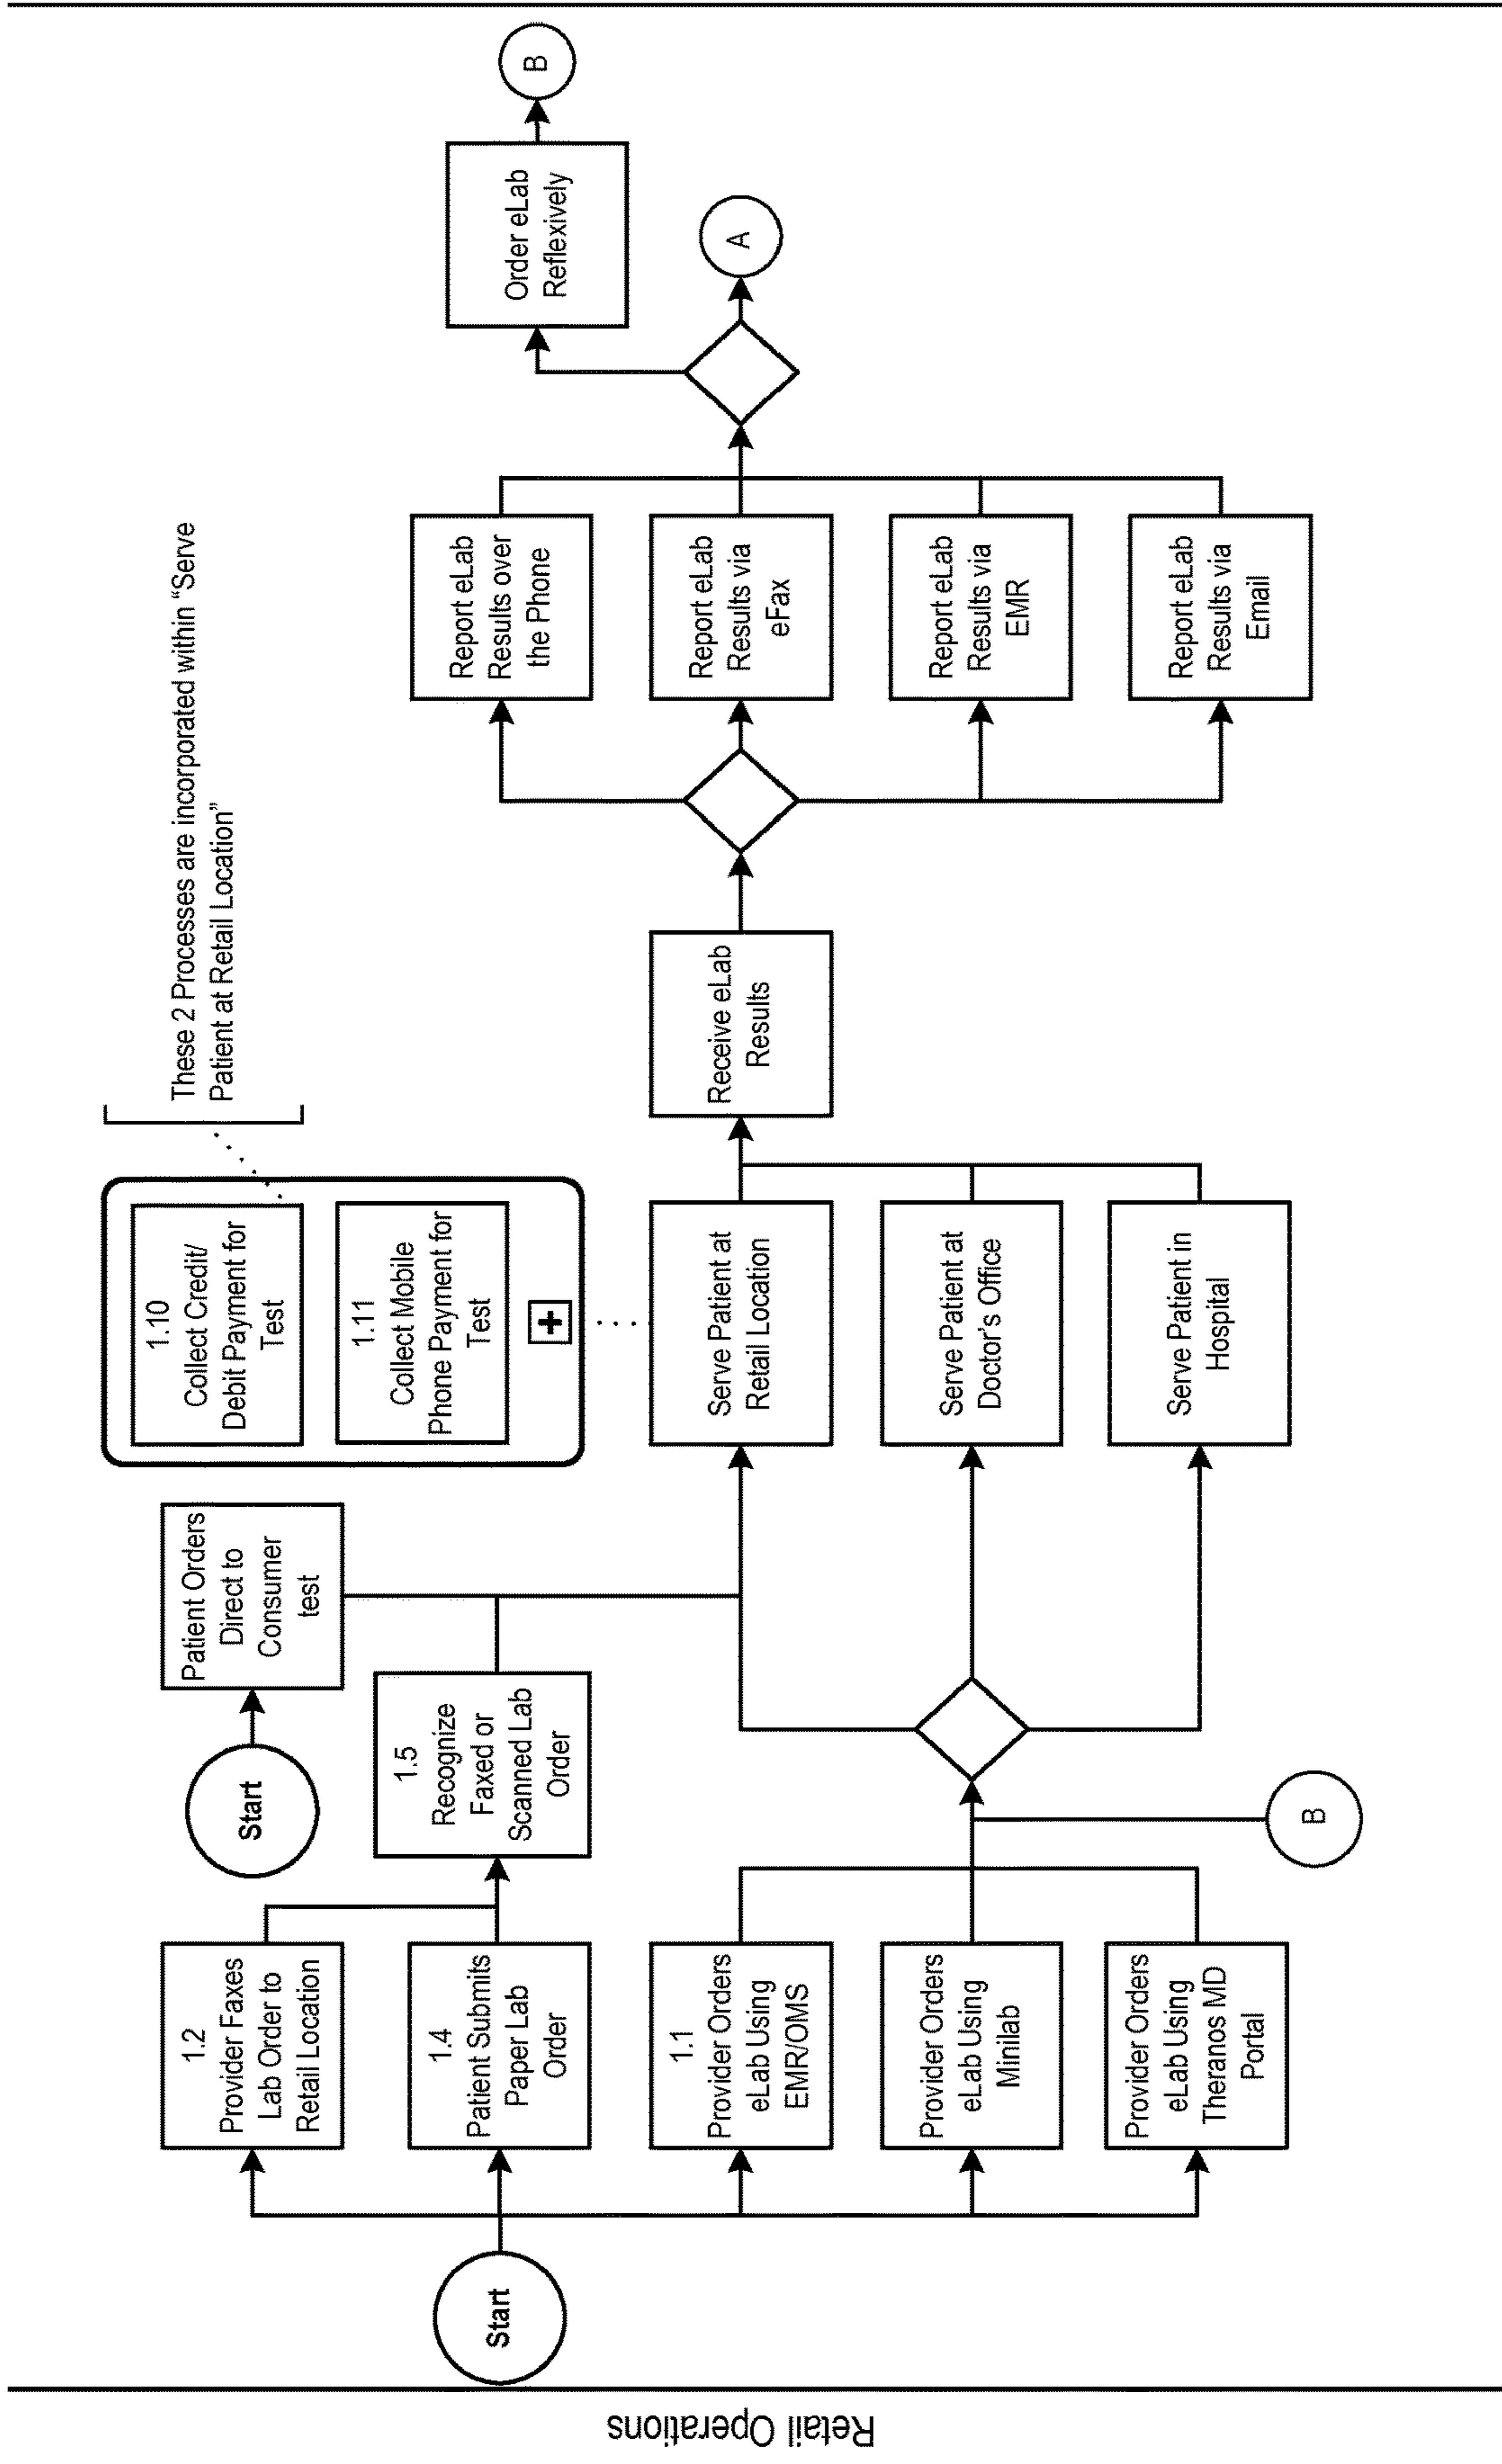 Retail Operations
Start
1.2
Provider Faxes
Lab Order to
Retail Location
1.4
Patient Submits
Paper Lab
Order
1.1
Provider Orders
eLab Using
EMR/OMS
Provider Orders
eLab Using
Minilab
Provider Orders
eLab Using
Theranos MD
Portal
Start
1.5
Recognize
Faxed or
Scanned Lab
Order
B
Patient Orders
Direct to
Consumer
test
1.10
Collect Credit/
Debit Payment for
Test
1.11
Collect Mobile
Phone Payment for
Test
+
These 2 Processes are incorporated within “Serve
Patient at Retail Location”
Serve Patient at
Retail Location
Serve Patient at
Doctor's Office
Serve Patient in
Hospital
Receive eLab
Results
Report eLab
Results over
the Phone
Report eLab
Results via
eFax
Report eLab
Results via
EMR
Report eLab
Results via
Email
Order eLab
Reflexively
A
B